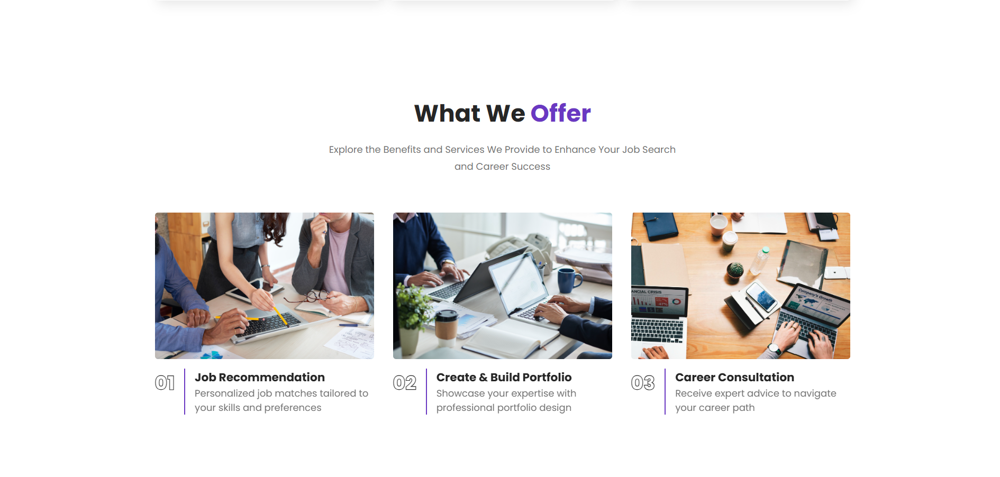 What We Offer
Explore the Benefits and Services We Provide to Enhance Your Job Search
and Career Success
ANCIAL CRISIS
-47%
Company's Growth
01
Job Recommendation
Personalized job matches tailored to
your skills and preferences
02
Create & Build Portfolio
Showcase your expertise with
professional portfolio design
03
Career Consultation
Receive expert advice to navigate
your career path